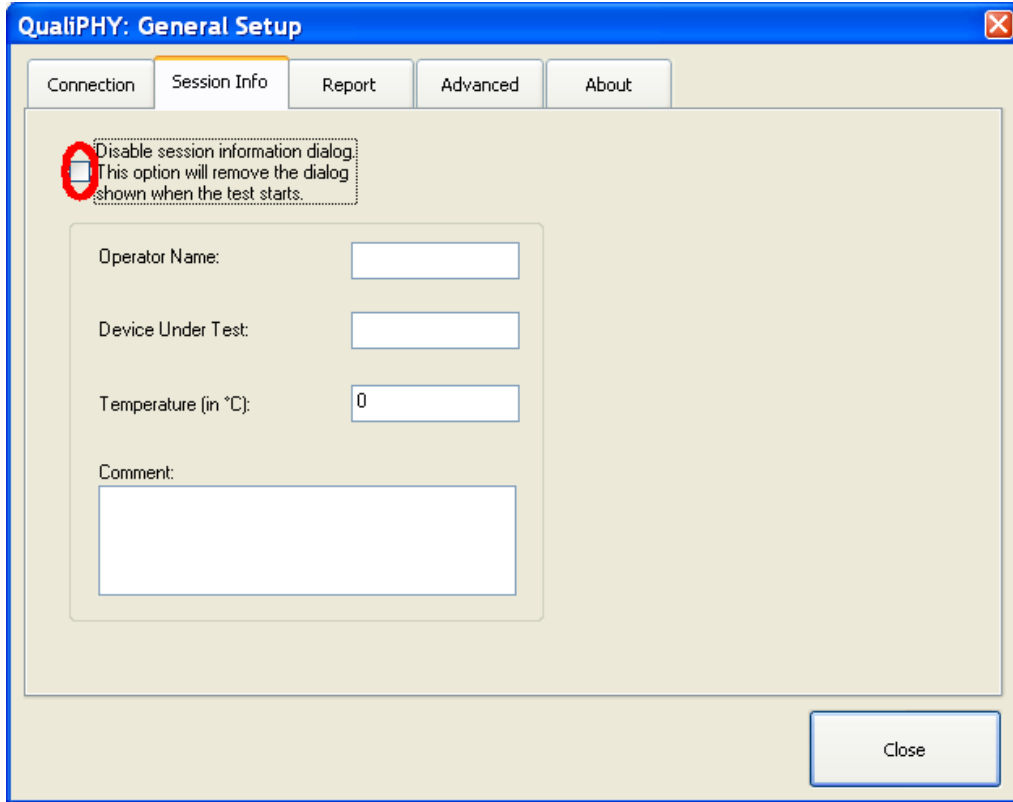 QualiPHY: General Setup
Connection
Session Info
Report
Advanced
About
Disable session information dialog.
This option will remove the dialog
shown when the test starts.
Operator Name:
Device Under Test:
Temperature (in °C):
0
Comment:
Close